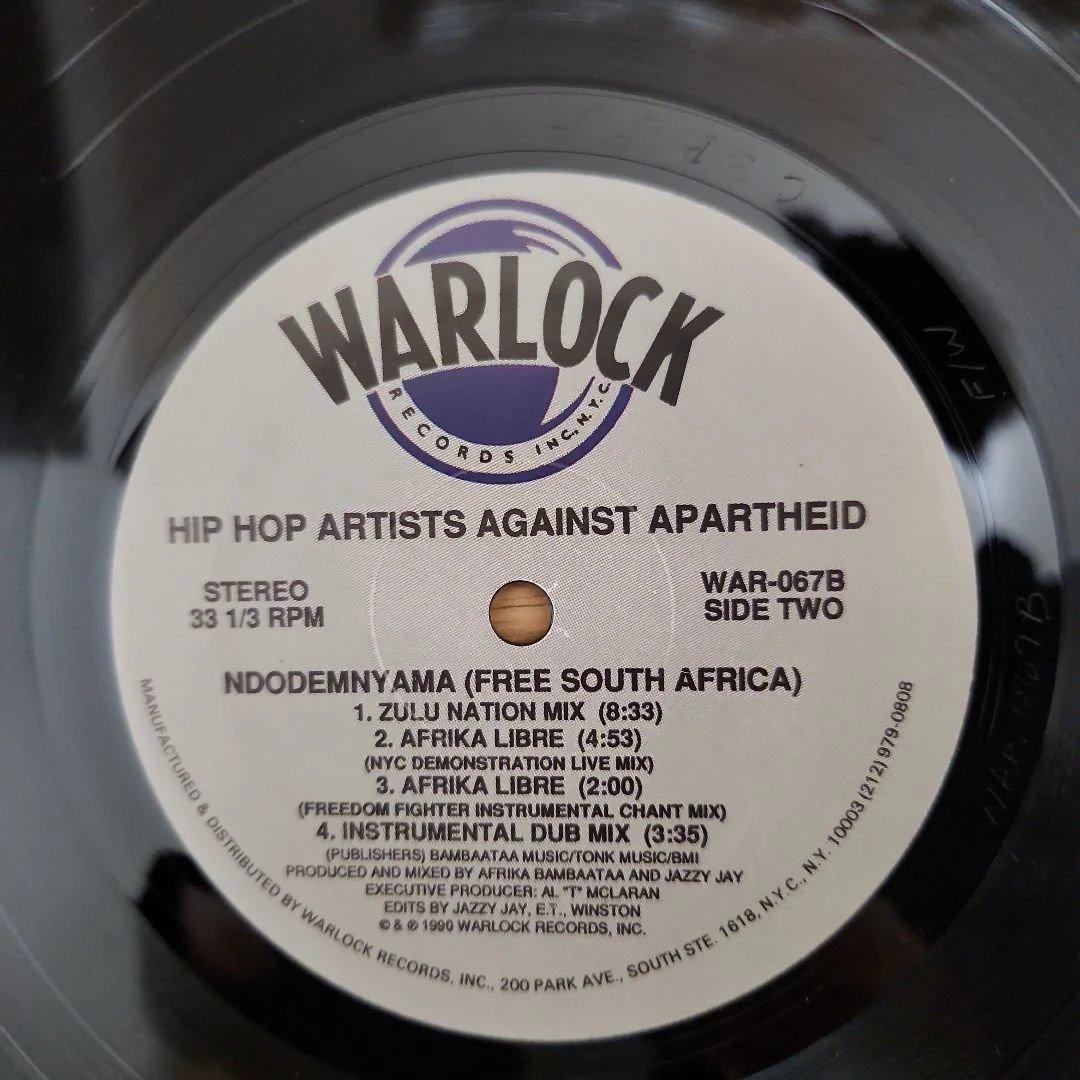 WARLOCK
RECORDS INC., N.Y.C.
HIP HOP ARTISTS AGAINST APARTHEID
STEREO
33 1/3 RPM
WAR-067B
SIDE TWO
NDODEMNYAMA (FREE SOUTH AFRICA)
1. ZULU NATION MIX (8:33)
2. AFRIKA LIBRE (4:53)
(NYC DEMONSTRATION LIVE MIX)
3. AFRIKA LIBRE (2:00)
(FREEDOM FIGHTER INSTRUMENTAL CHANT MIX)
4. INSTRUMENTAL DUB MIX (3:35)
(PUBLISHERS) BAMBAATAA MUSIC/TONK MUSIC/BMI
PRODUCED AND MIXED BY AFRIKA BAMBAATAA AND JAZZY JAY
EXECUTIVE PRODUCER: AL "T" MCLARAN
EDITS BY JAZZY JAY, E.T., WINSTON
© & ℗ 1990 WARLOCK RECORDS, INC.
MANUFACTURED & DISTRIBUTED BY WARLOCK RECORDS, INC., 200 PARK AVE., SOUTH STE. 1618, N.Y.C., N.Y. 10003 (212) 979-0808
F/W